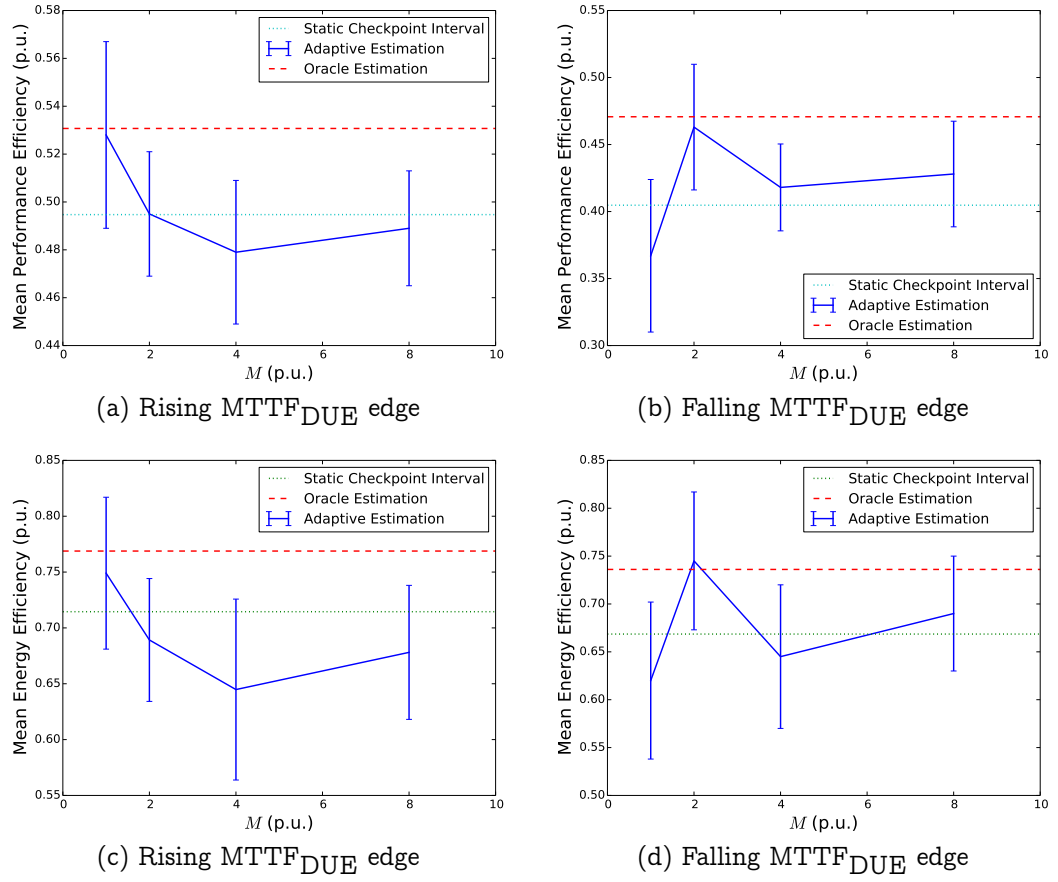 0.58
0.56
0.54
0.52
0.50
0.48
0.46
0.44
Mean Performance Efficiency (p.u.)
Static Checkpoint Interval
Adaptive Estimation
Oracle Estimation
0 2 4 6 8 10
M (p.u.)
(a) Rising MTTF_DUE edge
0.55
0.50
0.45
0.40
0.35
0.30
Mean Performance Efficiency (p.u.)
Static Checkpoint Interval
Adaptive Estimation
Oracle Estimation
0 2 4 6 8 10
M (p.u.)
(b) Falling MTTF_DUE edge
0.85
0.80
0.75
0.70
0.65
0.60
0.55
Mean Energy Efficiency (p.u.)
Static Checkpoint Interval
Oracle Estimation
Adaptive Estimation
0 2 4 6 8 10
M (p.u.)
(c) Rising MTTF_DUE edge
0.85
0.80
0.75
0.70
0.65
0.60
0.55
0.50
Mean Energy Efficiency (p.u.)
Static Checkpoint Interval
Oracle Estimation
Adaptive Estimation
0 2 4 6 8 10
M (p.u.)
(d) Falling MTTF_DUE edge